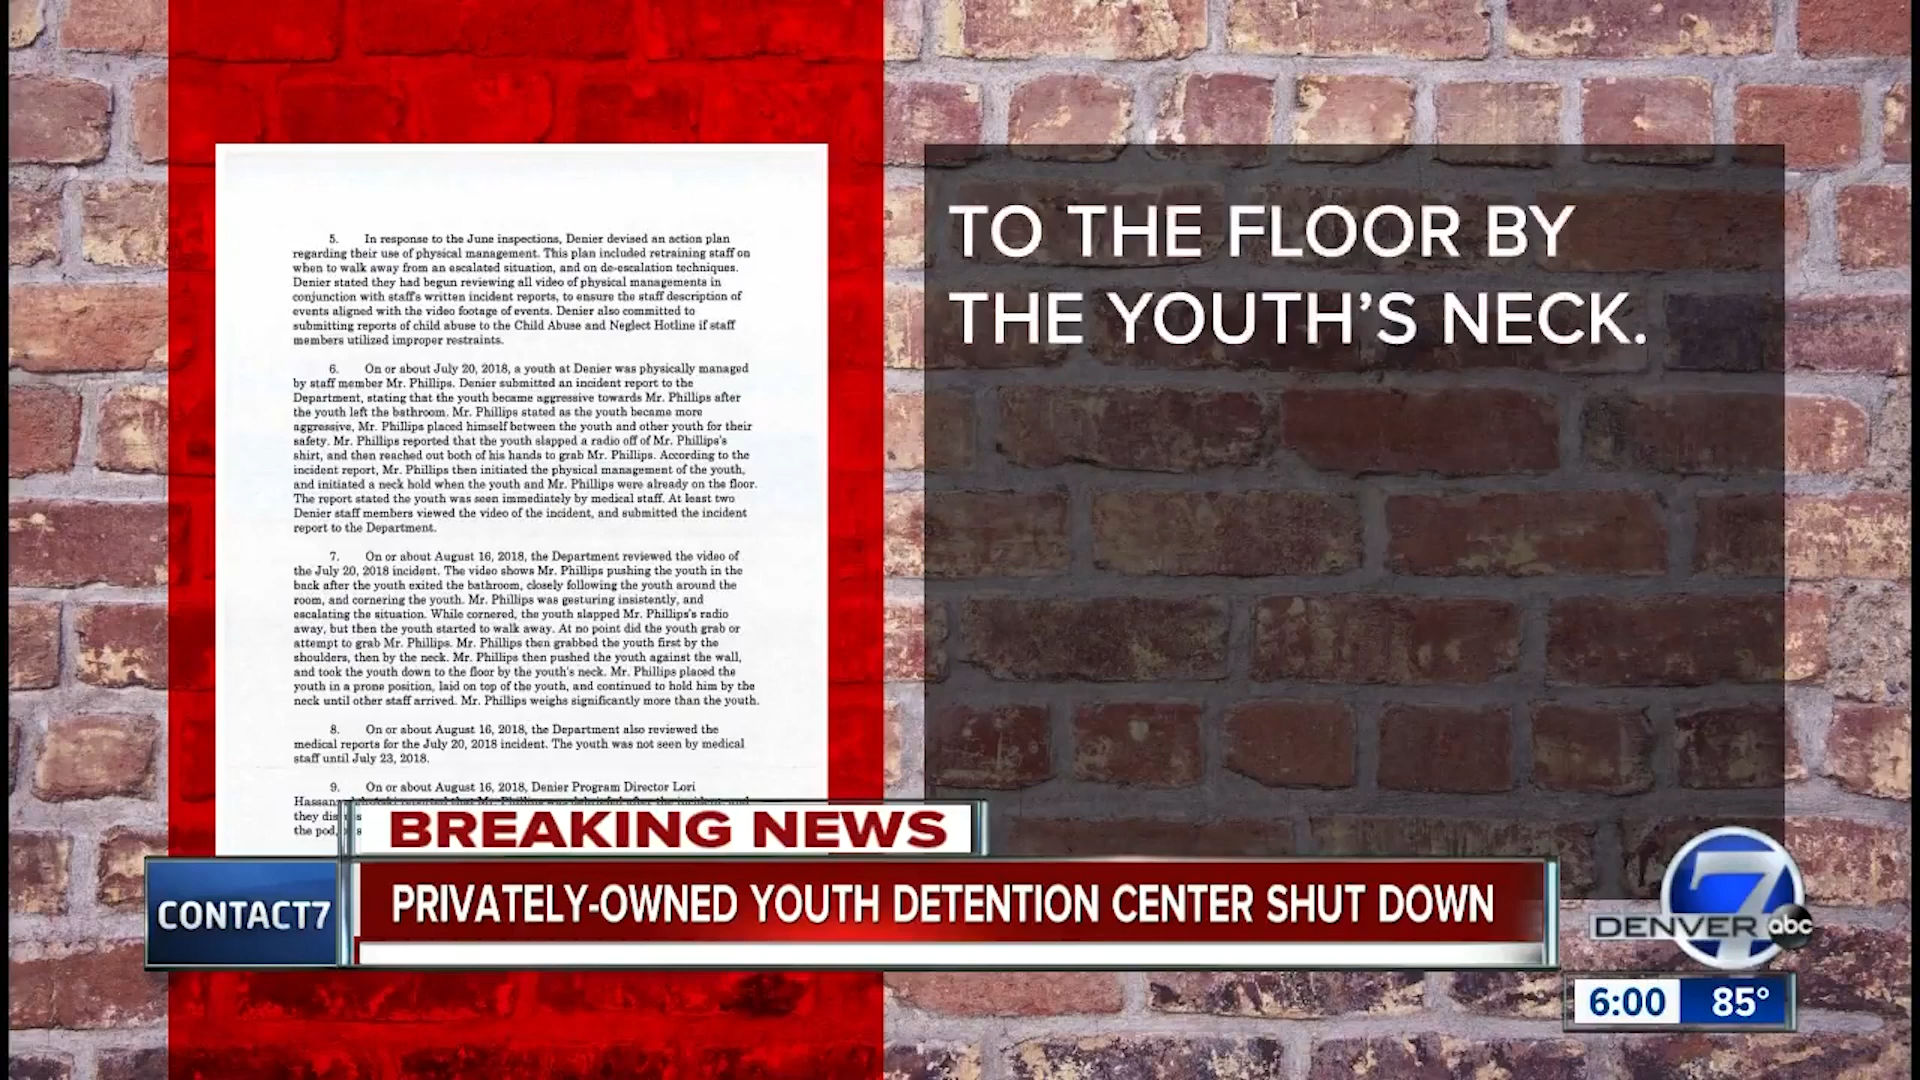 5. In response to the June inspections, Denier devised an action plan
regarding their use of physical management. This plan included retraining staff on
when to walk away from an escalated situation, and on de-escalation techniques.
Denier stated they had begun reviewing all video of physical managements in
conjunction with staff's written incident reports, to ensure the staff description of
events aligned with the video footage of events. Denier also committed to
submitting reports of child abuse to the Child Abuse and Neglect Hotline if staff
members utilized improper restraints.
6. On or about July 20, 2018, a youth at Denier was physically managed
by staff member Mr. Phillips. Denier submitted an incident report to the
Department, stating that the youth became aggressive towards Mr. Phillips after
the youth left the bathroom. Mr. Phillips stated as the youth became more
aggressive, Mr. Phillips placed himself between the youth and other youth for their
safety. Mr. Phillips reported that the youth slapped a radio off of Mr. Phillips's
shirt, and then reached out both of his hands to grab Mr. Phillips. According to the
incident report, Mr. Phillips then initiated the physical management of the youth,
and initiated a neck hold when the youth and Mr. Phillips were already on the floor.
The report stated the youth was seen immediately by medical staff. At least two
Denier staff members viewed the video of the incident, and submitted the incident
report to the Department.
7. On or about August 16, 2018, the Department reviewed the video of
the July 20, 2018 incident. The video shows Mr. Phillips pushing the youth in the
back after the youth exited the bathroom, closely following the youth around the
room, and cornering the youth. Mr. Phillips was gesturing insistently, and
escalating the situation. While cornered, the youth slapped Mr. Phillips's radio
away, but then the youth started to walk away. At no point did the youth grab or
attempt to grab Mr. Phillips. Mr. Phillips then grabbed the youth first by the
shoulders, then by the neck. Mr. Phillips then pushed the youth against the wall,
and took the youth down to the floor by the youth's neck. Mr. Phillips placed the
youth in a prone position, laid on top of the youth, and continued to hold him by the
neck until other staff arrived. Mr. Phillips weighs significantly more than the youth.
8. On or about August 16, 2018, the Department also reviewed the
medical reports for the July 20, 2018 incident. The youth was not seen by medical
staff until July 23, 2018.
9. On or about August 16, 2018, Denier Program Director Lori
they
the pod,
TO THE FLOOR BY
THE YOUTH'S NECK.
BREAKING NEWS
CONTACT7
PRIVATELY-OWNED YOUTH DETENTION CENTER SHUT DOWN
7
DENVER abc
6:00 85°